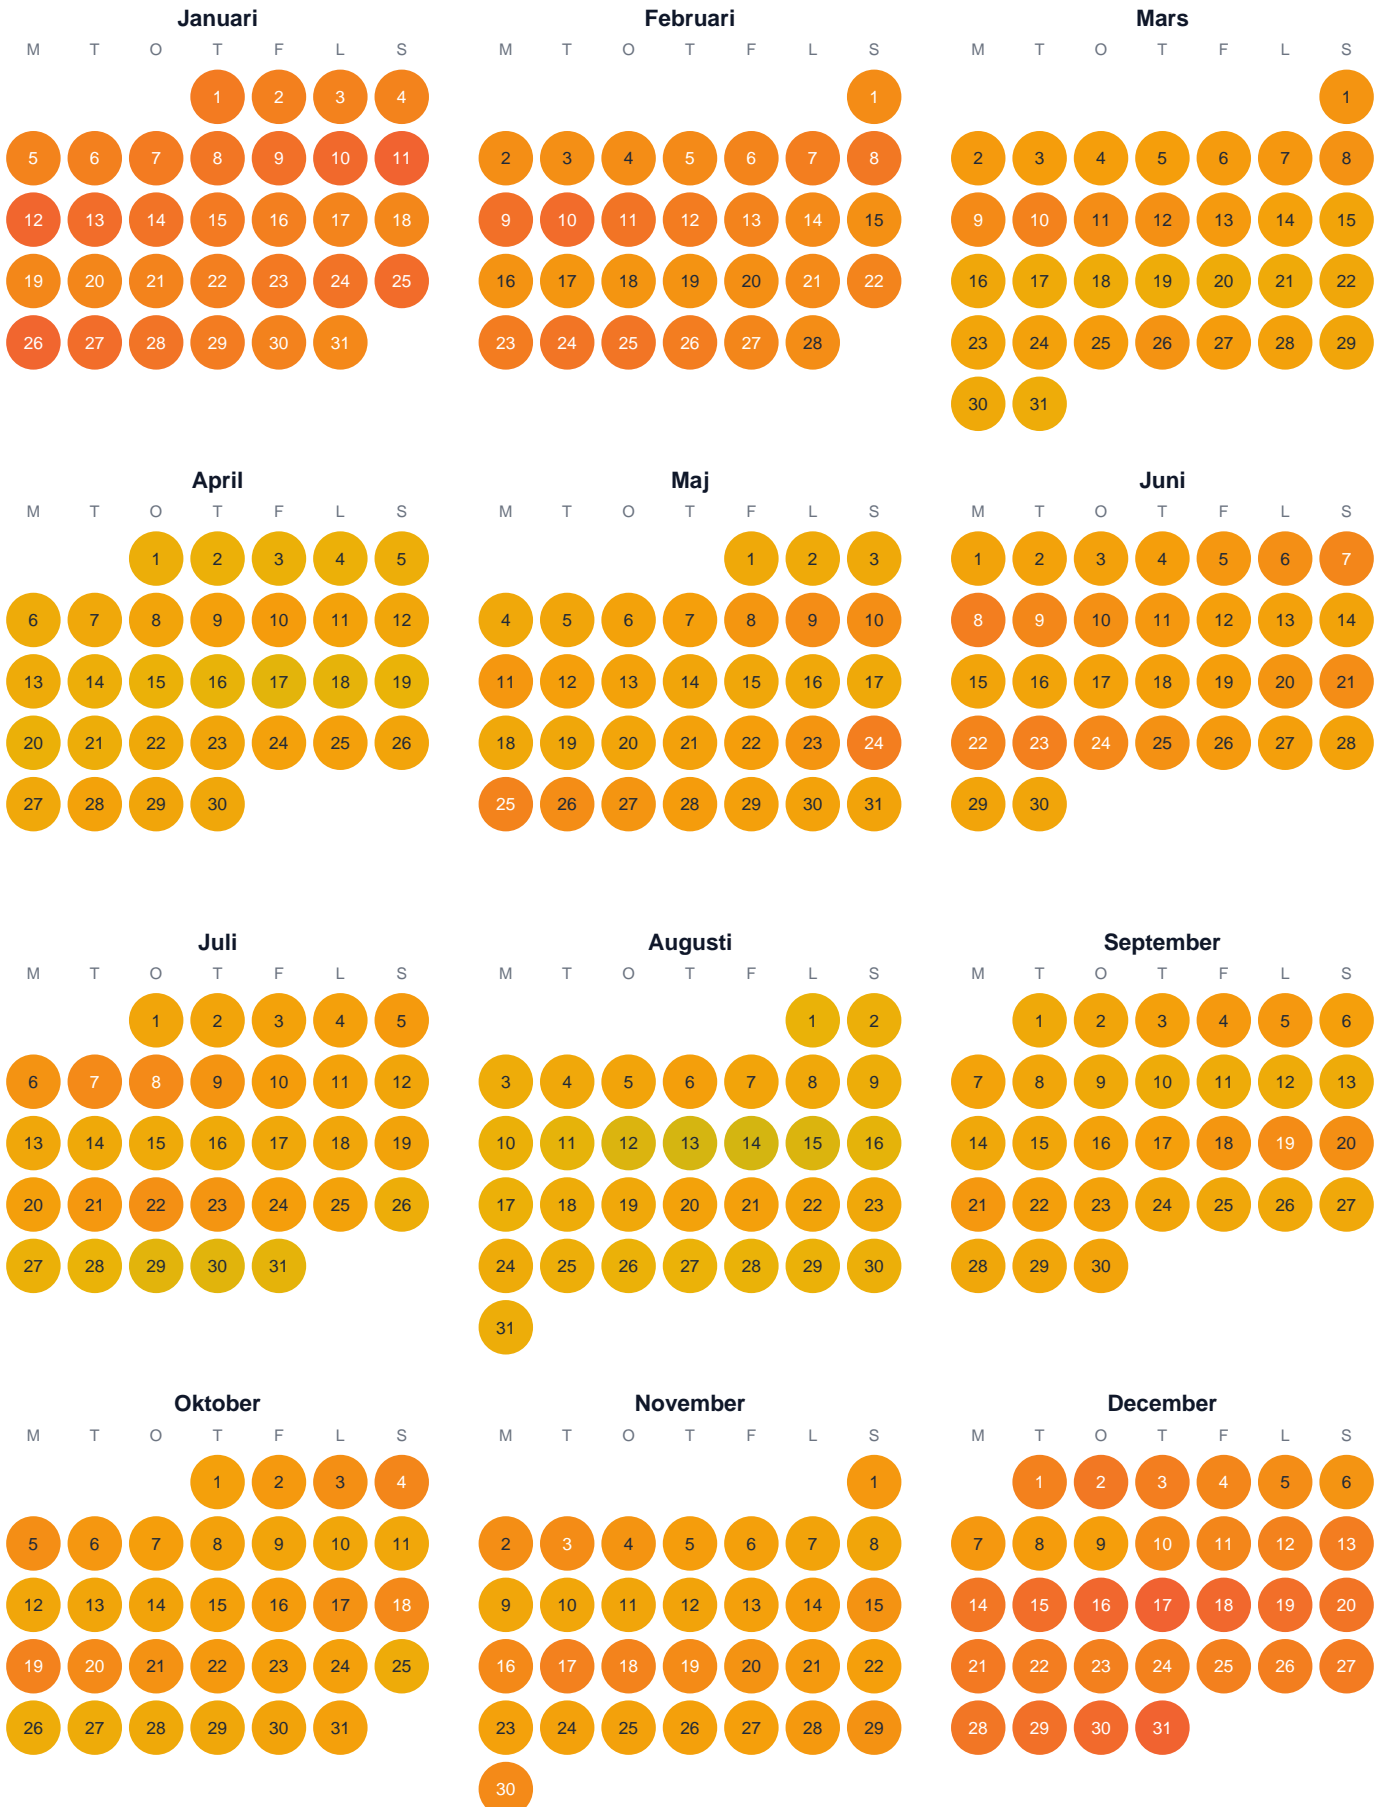 Januari
M T O T F L S
1 2 3 4
5 6 7 8 9 10 11
12 13 14 15 16 17 18
19 20 21 22 23 24 25
26 27 28 29 30 31
Februari
M T O T F L S
1
2 3 4 5 6 7 8
9 10 11 12 13 14 15
16 17 18 19 20 21 22
23 24 25 26 27 28
Mars
M T O T F L S
1
2 3 4 5 6 7 8
9 10 11 12 13 14 15
16 17 18 19 20 21 22
23 24 25 26 27 28 29
30 31
April
M T O T F L S
1 2 3 4 5
6 7 8 9 10 11 12
13 14 15 16 17 18 19
20 21 22 23 24 25 26
27 28 29 30
Maj
M T O T F L S
1 2 3
4 5 6 7 8 9 10
11 12 13 14 15 16 17
18 19 20 21 22 23 24
25 26 27 28 29 30 31
Juni
M T O T F L S
1 2 3 4 5 6 7
8 9 10 11 12 13 14
15 16 17 18 19 20 21
22 23 24 25 26 27 28
29 30
Juli
M T O T F L S
1 2 3 4 5
6 7 8 9 10 11 12
13 14 15 16 17 18 19
20 21 22 23 24 25 26
27 28 29 30 31
Augusti
M T O T F L S
1 2
3 4 5 6 7 8 9
10 11 12 13 14 15 16
17 18 19 20 21 22 23
24 25 26 27 28 29 30
31
September
M T O T F L S
1 2 3 4 5 6
7 8 9 10 11 12 13
14 15 16 17 18 19 20
21 22 23 24 25 26 27
28 29 30
Oktober
M T O T F L S
1 2 3 4
5 6 7 8 9 10 11
12 13 14 15 16 17 18
19 20 21 22 23 24 25
26 27 28 29 30 31
November
M T O T F L S
1
2 3 4 5 6 7 8
9 10 11 12 13 14 15
16 17 18 19 20 21 22
23 24 25 26 27 28 29
30
December
M T O T F L S
1 2 3 4 5 6
7 8 9 10 11 12 13
14 15 16 17 18 19 20
21 22 23 24 25 26 27
28 29 30 31